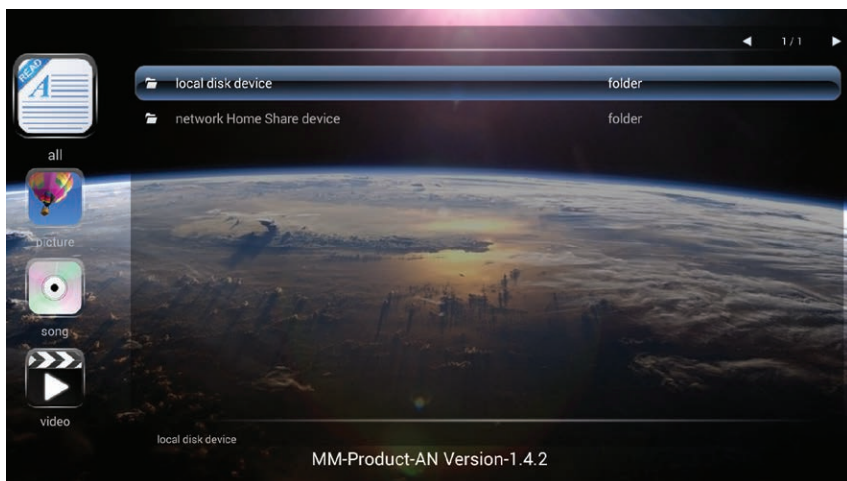 1 / 1
READ
A
all
local disk device folder
network Home Share device folder
picture
song
video
local disk device
MM-Product-AN Version-1.4.2